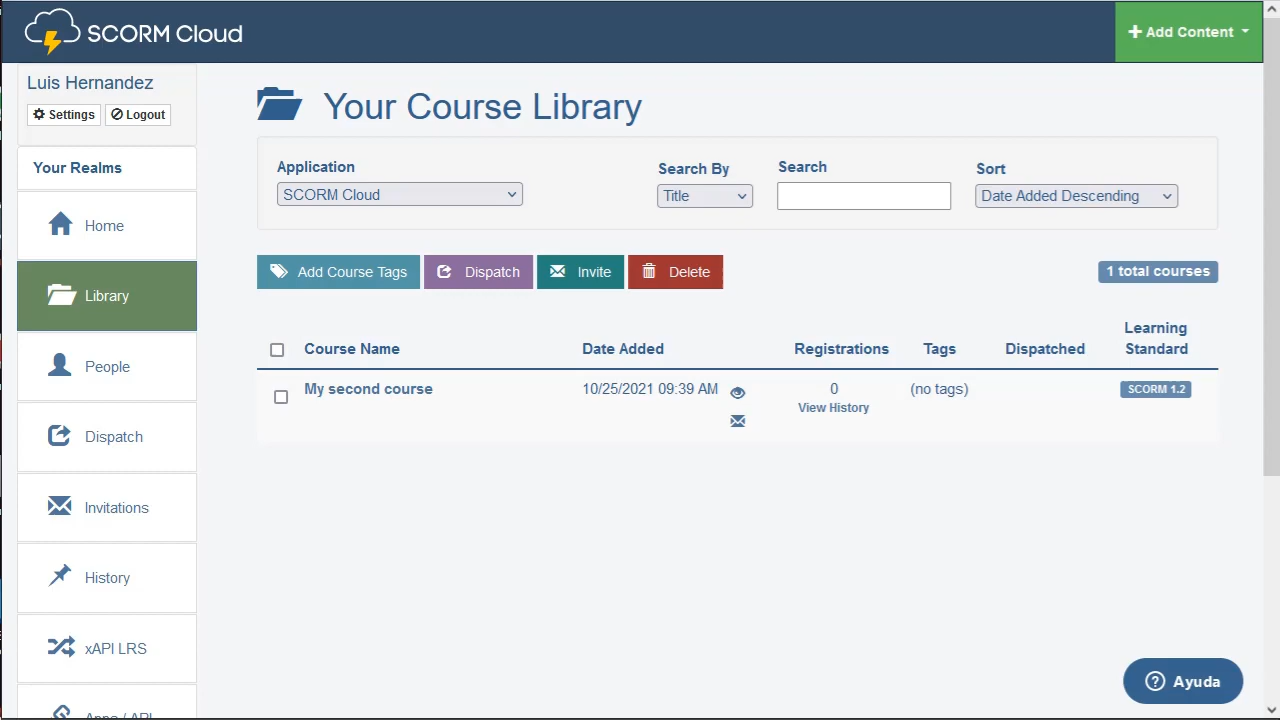 SCORM Cloud
Add Content
Luis Hernandez
Settings
Logout
Your Realms
Home
Library
People
Dispatch
Invitations
History
xAPI LRS
Apps / API
Your Course Library
Application
Search By
Search
Sort
SCORM Cloud
Title
Date Added Descending
Add Course Tags
Dispatch
Invite
Delete
1 total courses
Course Name
Date Added
Registrations
Tags
Dispatched
Learning
Standard
My second course
10/25/2021 09:39 AM
0
View History
(no tags)
SCORM 1.2
Ayuda